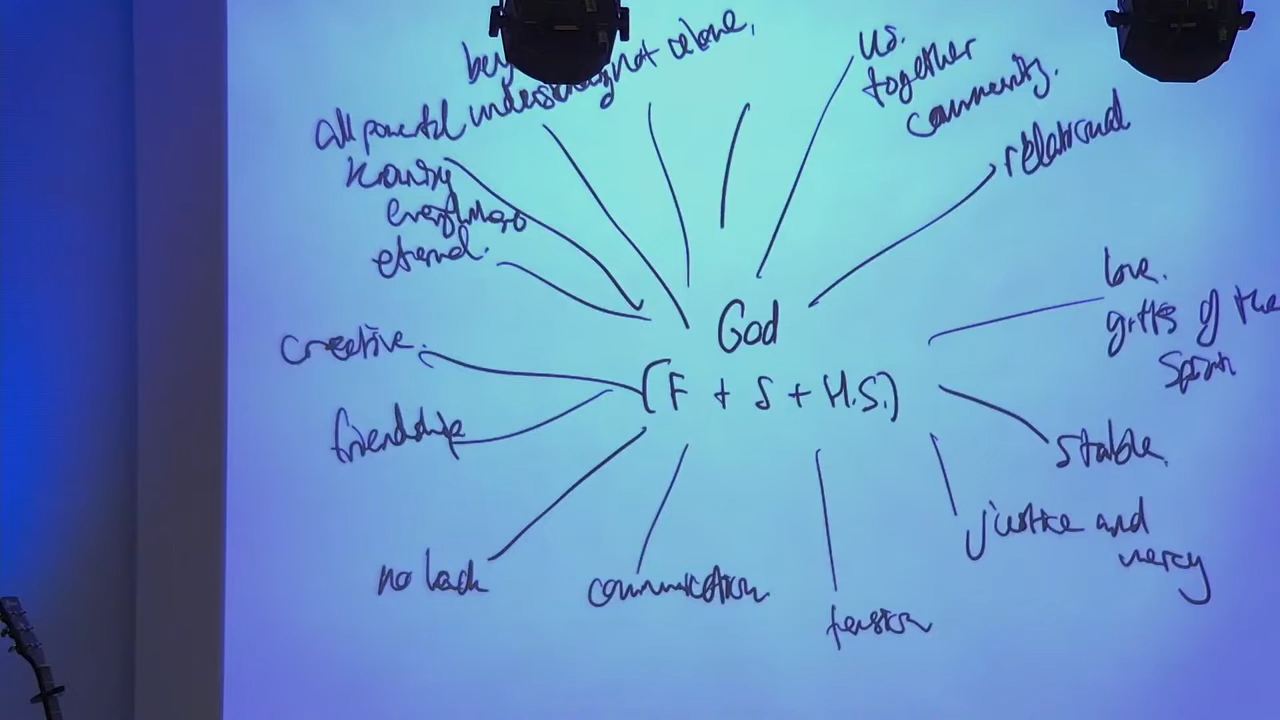 not alone,
understanding
all powerful
knowing
everything
eternal.
us.
together
community.
relational
creative.
God
(F + S + H.S.)
love.
gifts of the
Spirit
friendship
stable.
justice and
mercy
no lack
communication
tension